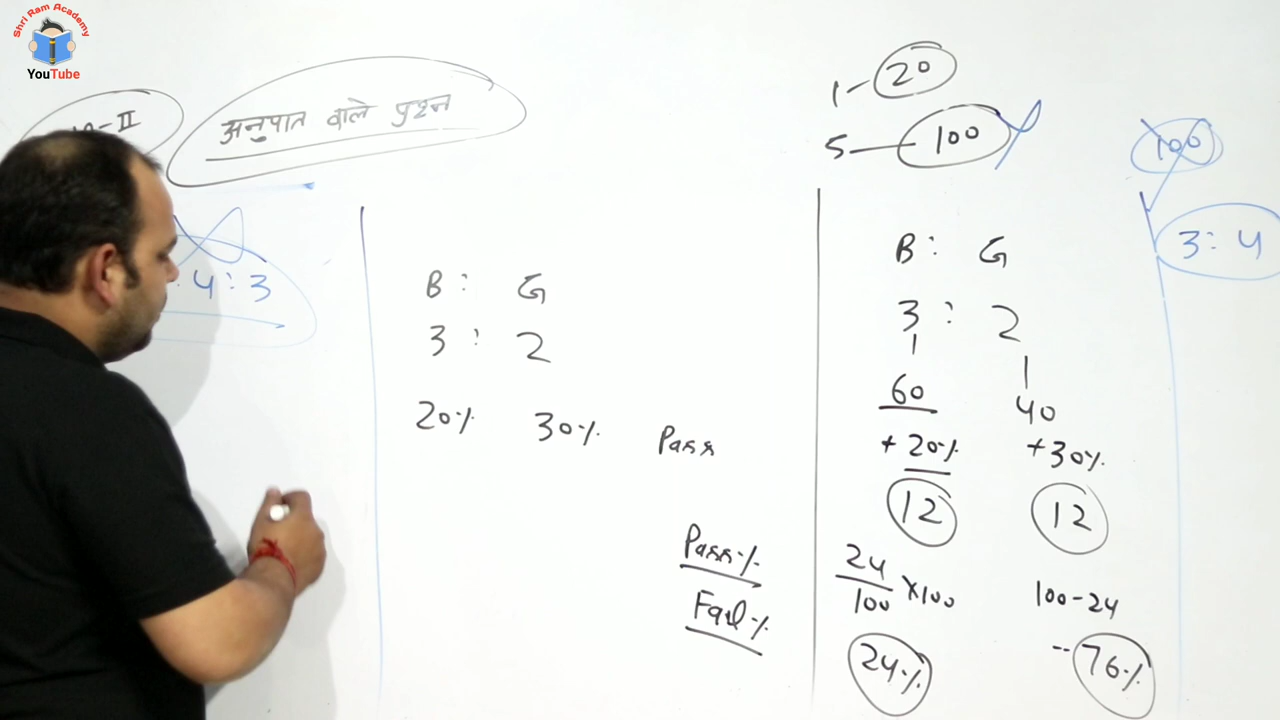 Shri Ram Academy
YouTube
-II
अनुपात वाले प्रश्न
4 : 3
B : G
3 : 2
20% 30% Pass
Pass%
Fail%
1 - 20
5 - 100
B : G
3 : 2
60 40
+ 20% + 30%
12 12
24/100 × 100 100 - 24
24% 76%
100
3 : 4